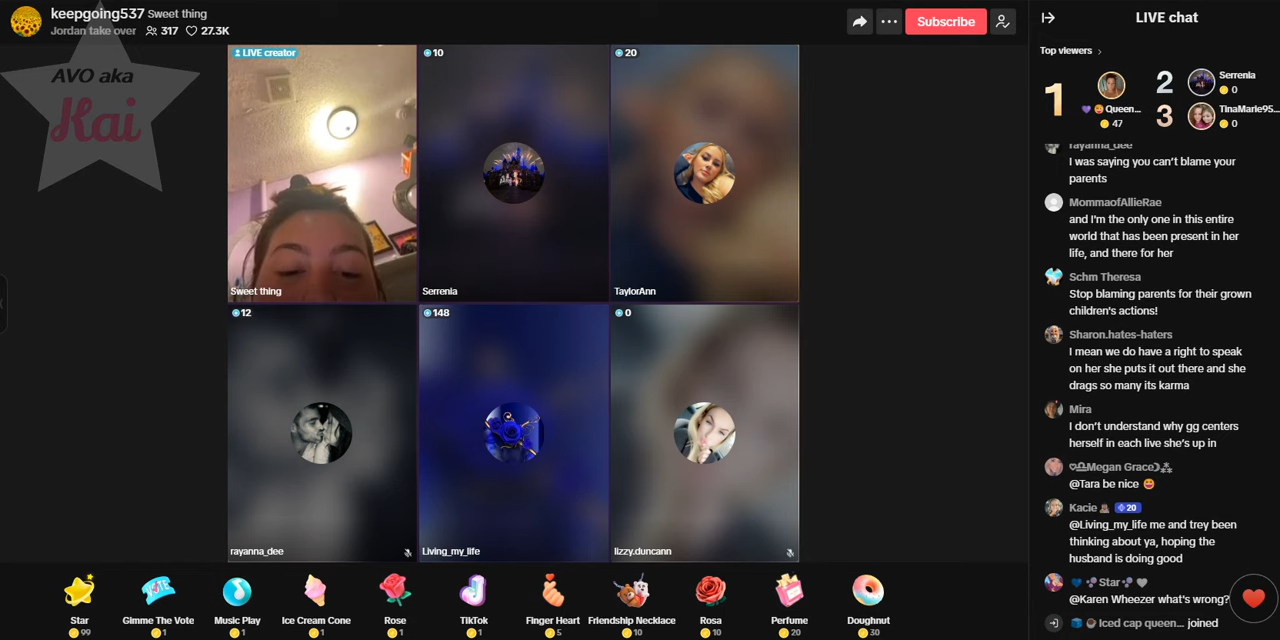 keepgoing537 Sweet thing
Jordan take over 317 27.3K
Subscribe
AVO aka
Kai
LIVE creator
Sweet thing
10
Serrenia
20
TaylorAnn
12
rayanna_dee
148
Living_my_life
0
lizzy.duncann
Star
99
Gimme The Vote
1
Music Play
1
Ice Cream Cone
1
Rose
1
TikTok
1
Finger Heart
5
Friendship Necklace
10
Rosa
10
Perfume
20
Doughnut
30
LIVE chat
Top viewers
1
Queen...
47
2
Serrenia
0
3
TinaMarie95...
0
rayanna_dee
I was saying you can't blame your
parents
MommaofAllieRae
and I'm the only one in this entire
world that has been present in her
life, and there for her
Schm Theresa
Stop blaming parents for their grown
children's actions!
Sharon.hates-haters
I mean we do have a right to speak
on her she puts it out there and she
drags so many its karma
Mira
I don't understand why gg centers
herself in each live she's up in
♡♎Megan Grace☽⁂
@Tara be nice 🥵
Kacie 20
@Living_my_life me and trey been
thinking about ya, hoping the
husband is doing good
Star
@Karen Wheezer what's wrong?
Iced cap queen... joined